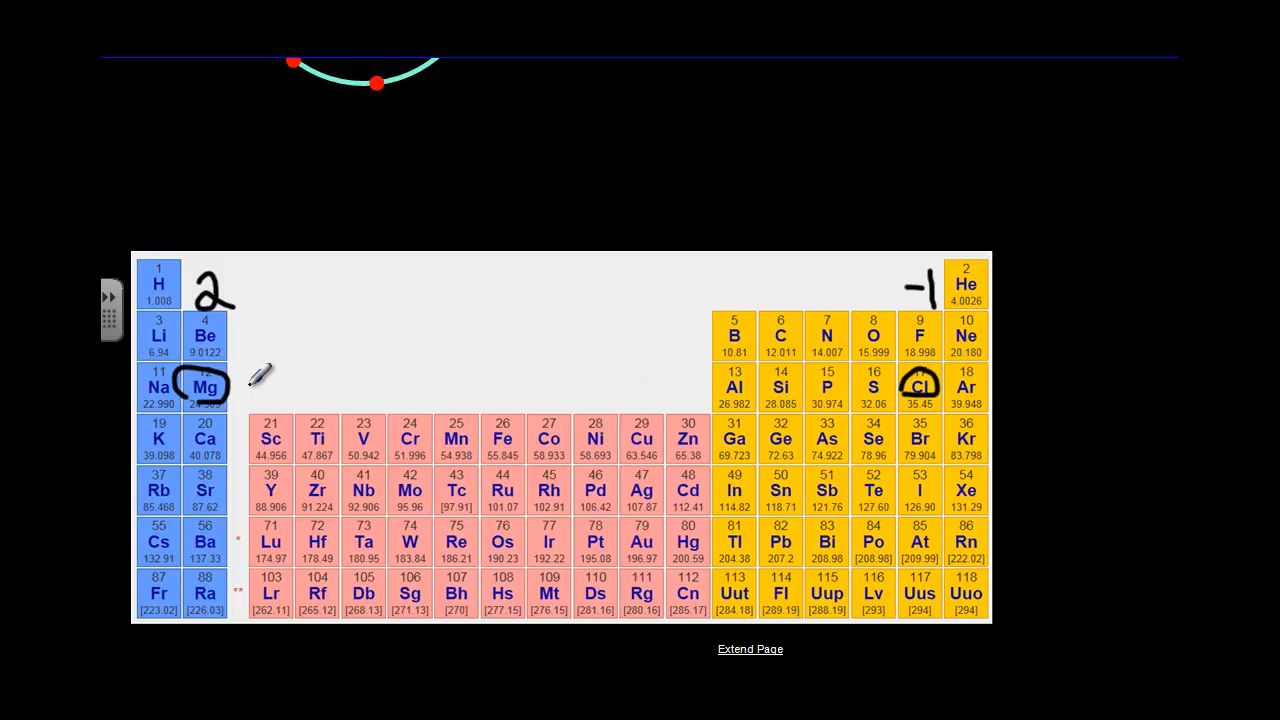 1 2
H 2 -1 He
1.008 4.0026
3 4 5 6 7 8 9 10
Li Be B C N O F Ne
6.94 9.0122 10.81 12.011 14.007 15.999 18.998 20.180
11 12 13 14 15 16 17 18
Na Mg Al Si P S Cl Ar
22.990 24.305 26.982 28.085 30.974 32.06 35.45 39.948
19 20 21 22 23 24 25 26 27 28 29 30 31 32 33 34 35 36
K Ca Sc Ti V Cr Mn Fe Co Ni Cu Zn Ga Ge As Se Br Kr
39.098 40.078 44.956 47.867 50.942 51.996 54.938 55.845 58.933 58.693 63.546 65.38 69.723 72.63 74.922 78.96 79.904 83.798
37 38 39 40 41 42 43 44 45 46 47 48 49 50 51 52 53 54
Rb Sr Y Zr Nb Mo Tc Ru Rh Pd Ag Cd In Sn Sb Te I Xe
85.468 87.62 88.906 91.224 92.906 95.96 [97.91] 101.07 102.91 106.42 107.87 112.41 114.82 118.71 121.76 127.60 126.90 131.29
55 56 71 72 73 74 75 76 77 78 79 80 81 82 83 84 85 86
Cs Ba * Lu Hf Ta W Re Os Ir Pt Au Hg Tl Pb Bi Po At Rn
132.91 137.33 174.97 178.49 180.95 183.84 186.21 190.23 192.22 195.08 196.97 200.59 204.38 207.2 208.98 [208.98] [209.99] [222.02]
87 88 103 104 105 106 107 108 109 110 111 112 113 114 115 116 117 118
Fr Ra ** Lr Rf Db Sg Bh Hs Mt Ds Rg Cn Uut Fl Uup Lv Uus Uuo
[223.02] [226.03] [262.11] [265.12] [268.13] [271.13] [270] [277.15] [276.15] [281.16] [280.16] [285.17] [284.18] [289.19] [288.19] [293] [294] [294]
Extend Page